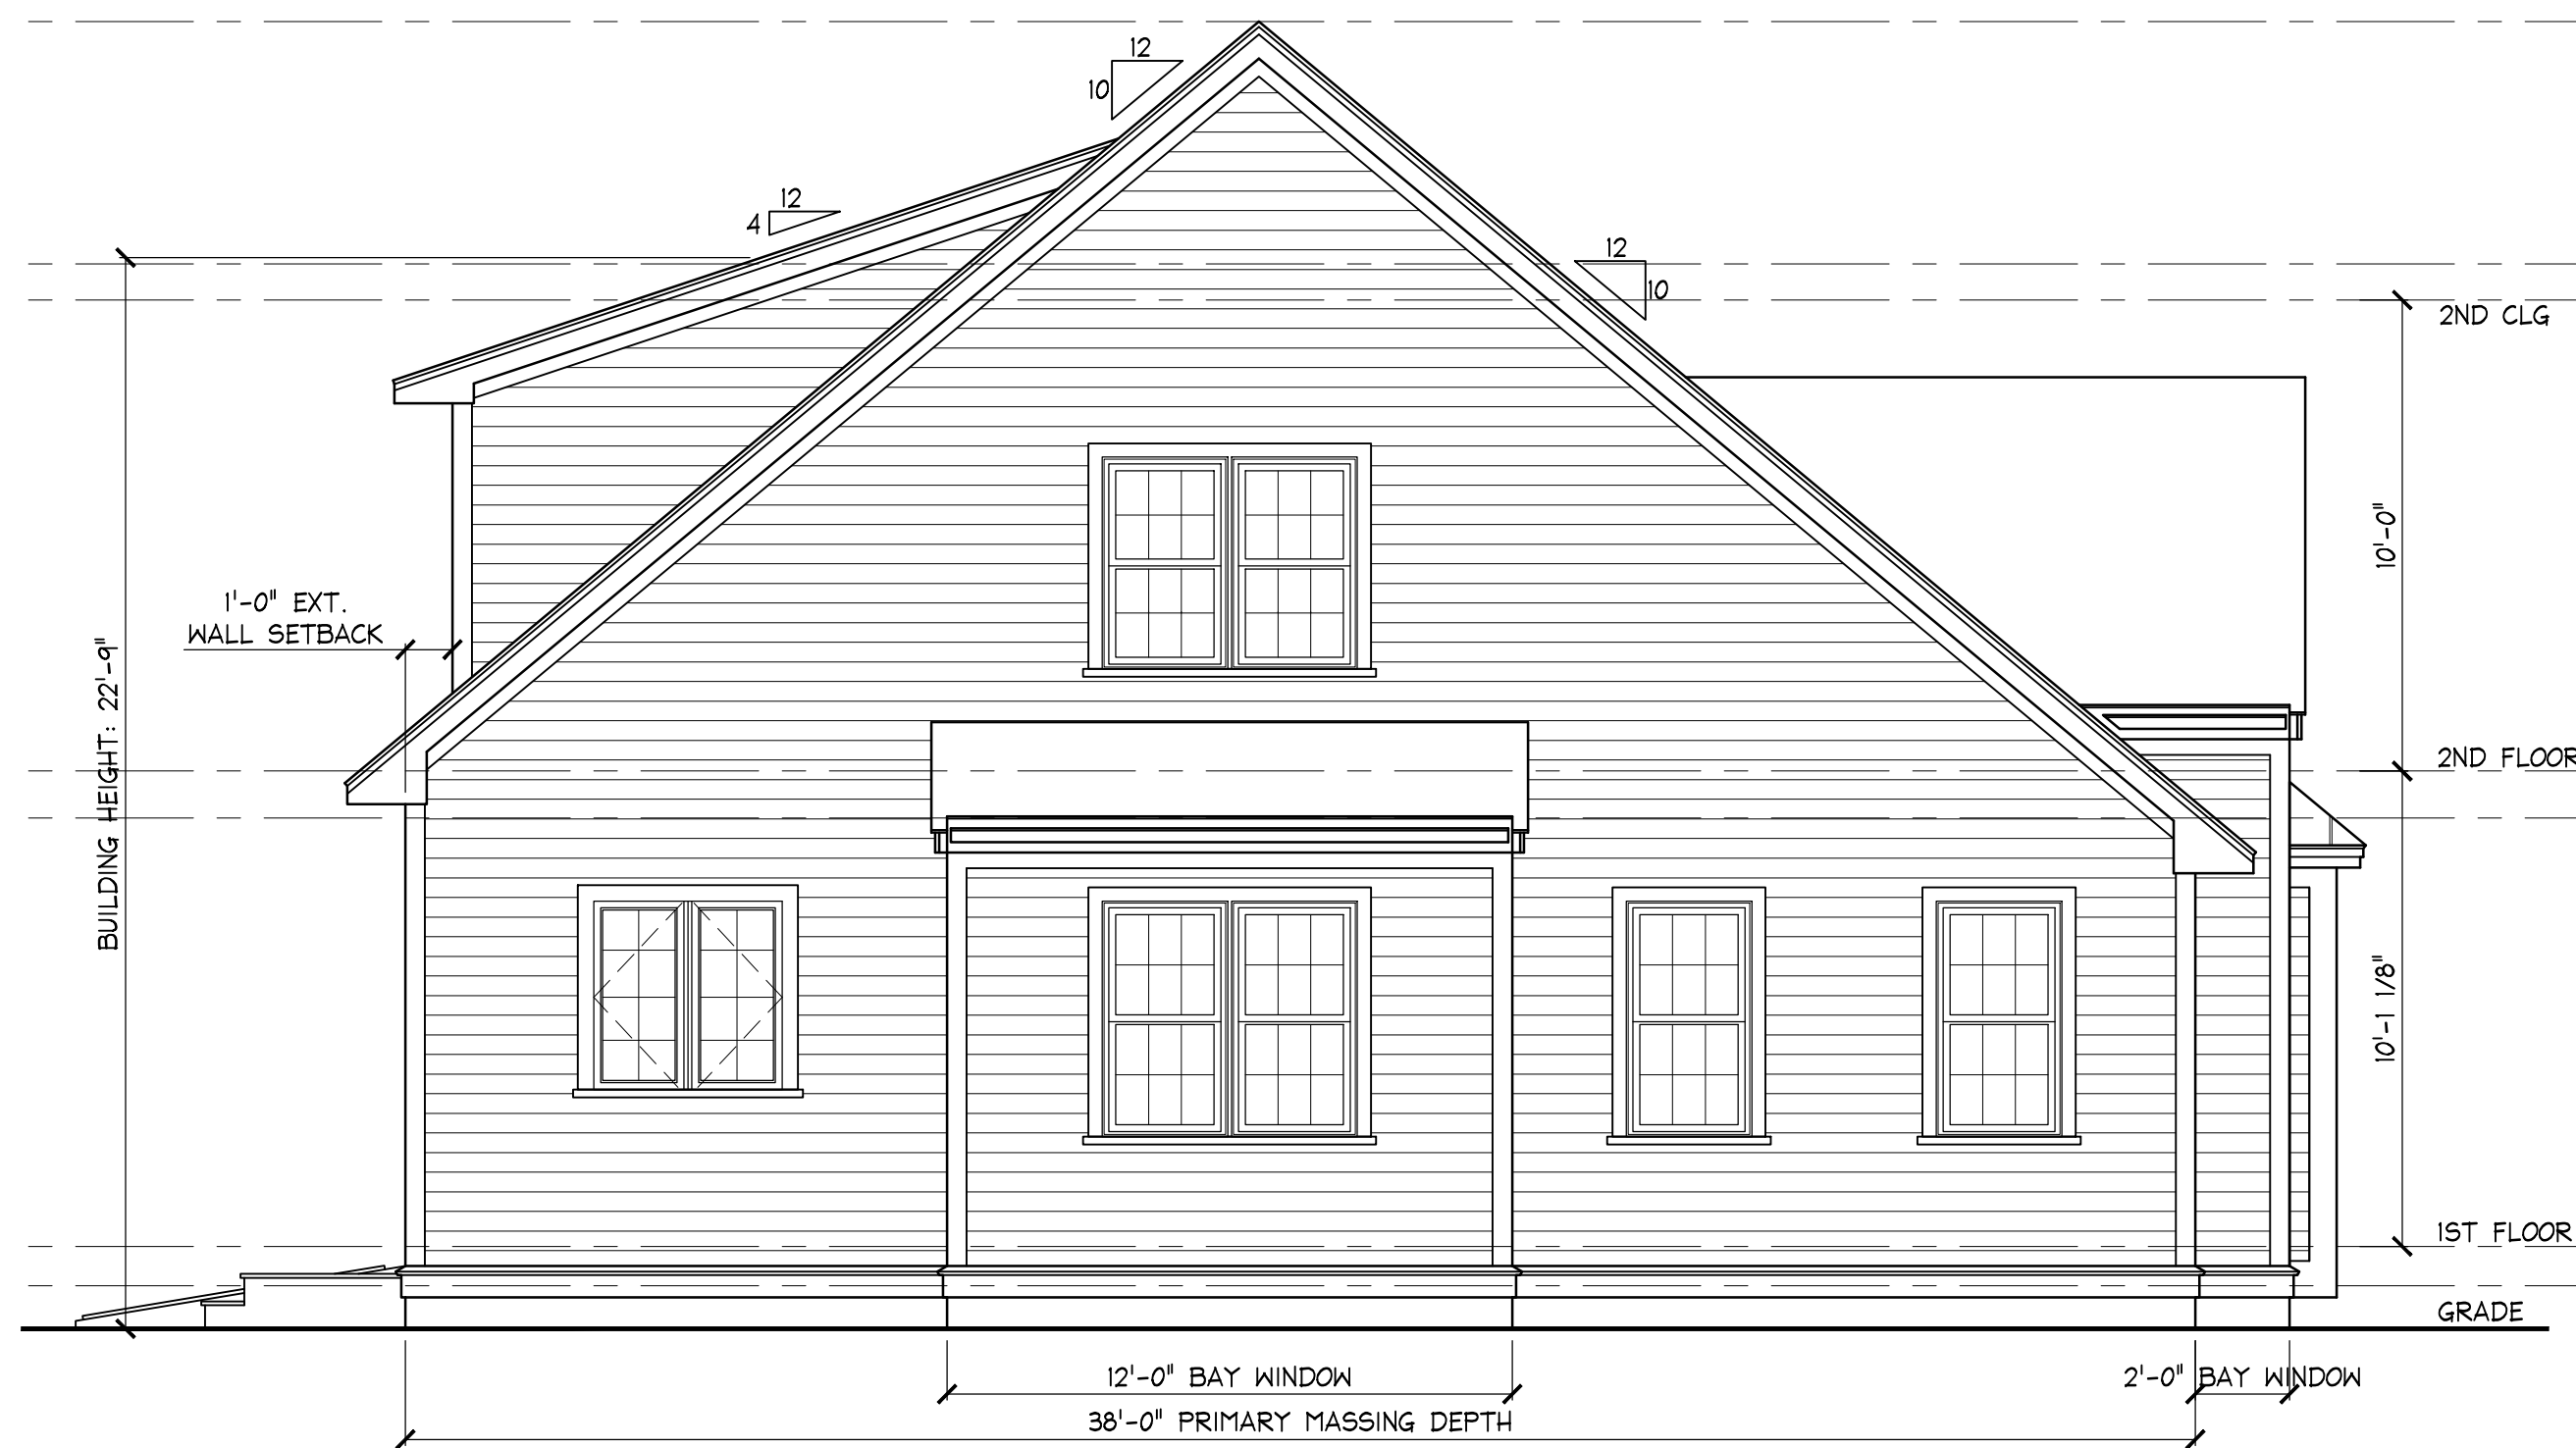 12
10
12
4
12
10
2ND CLG
10'-0"
1'-0" EXT.
WALL SETBACK
BUILDING HEIGHT: 22'-9"
2ND FLOOR
10'-1 1/8"
1ST FLOOR
GRADE
12'-0" BAY WINDOW
2'-0" BAY WINDOW
38'-0" PRIMARY MASSING DEPTH